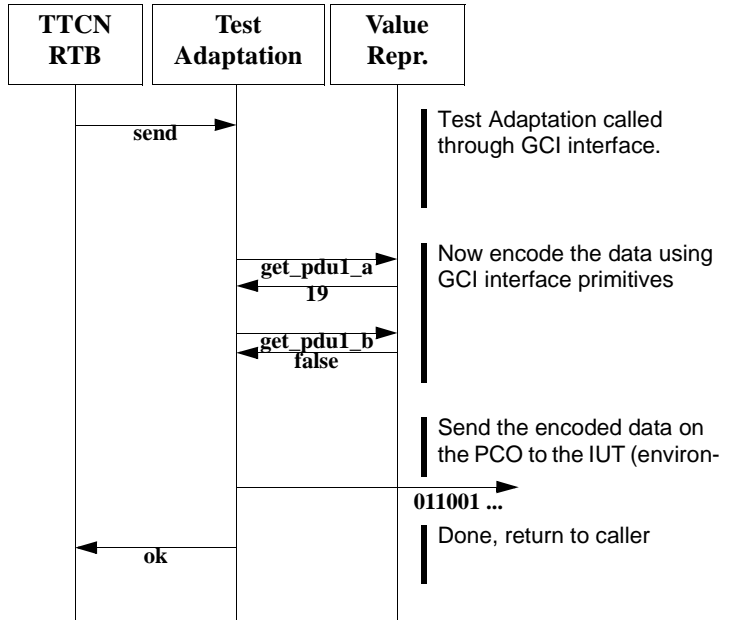 TTCN
RTB
Test
Adaptation
Value
Repr.
send
Test Adaptation called
through GCI interface.
get_pdu1_a
19
Now encode the data using
GCI interface primitives
get_pdu1_b
false
Send the encoded data on
the PCO to the IUT (environ-
011001 ...
Done, return to caller
ok